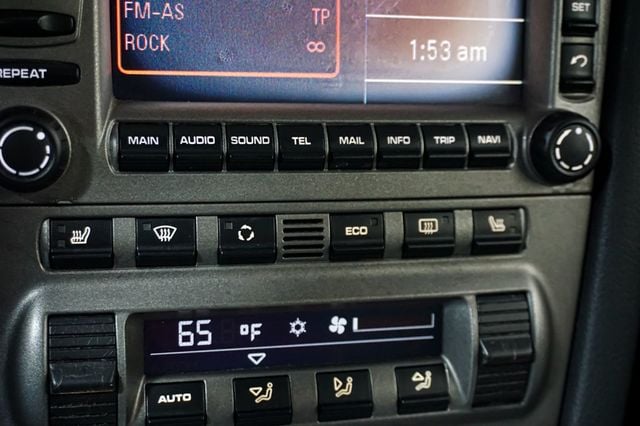 FM-AS TP
SET
ROCK ∞
1:53 am
REPEAT
MAIN AUDIO SOUND TEL MAIL INFO TRIP NAVI
ECO
65 °F
AUTO